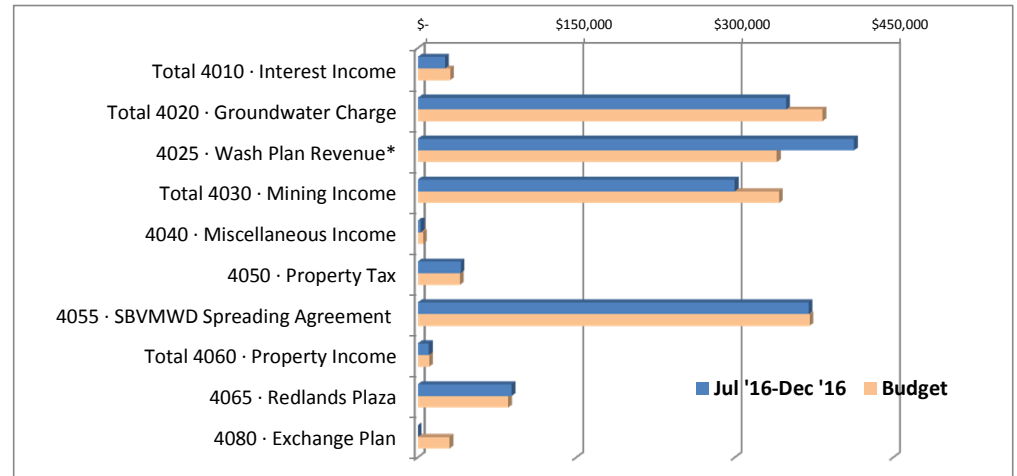 $- $150,000 $300,000 $450,000
Total 4010 · Interest Income
Total 4020 · Groundwater Charge
4025 · Wash Plan Revenue*
Total 4030 · Mining Income
4040 · Miscellaneous Income
4050 · Property Tax
4055 · SBVMWD Spreading Agreement
Total 4060 · Property Income
4065 · Redlands Plaza
Jul '16-Dec '16 Budget
4080 · Exchange Plan